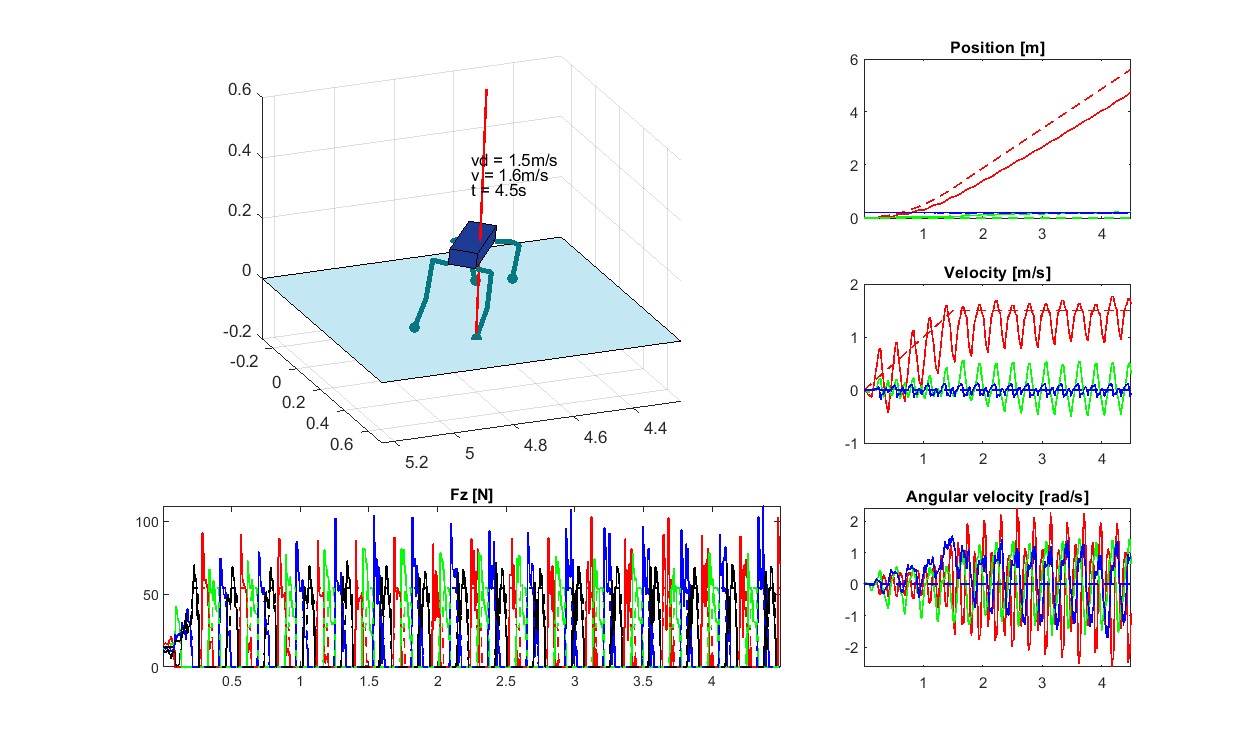 0.6
0.4
0.2
0
-0.2
-0.2
0
0.2
0.4
0.6
5.2
5
4.8
4.6
4.4
vd = 1.5m/s
v = 1.6m/s
t = 4.5s
Position [m]
6
4
2
0
1 2 3 4
Velocity [m/s]
2
1
0
-1
1 2 3 4
Fz [N]
100
50
0
0.5 1 1.5 2 2.5 3 3.5 4
Angular velocity [rad/s]
2
1
0
-1
-2
1 2 3 4